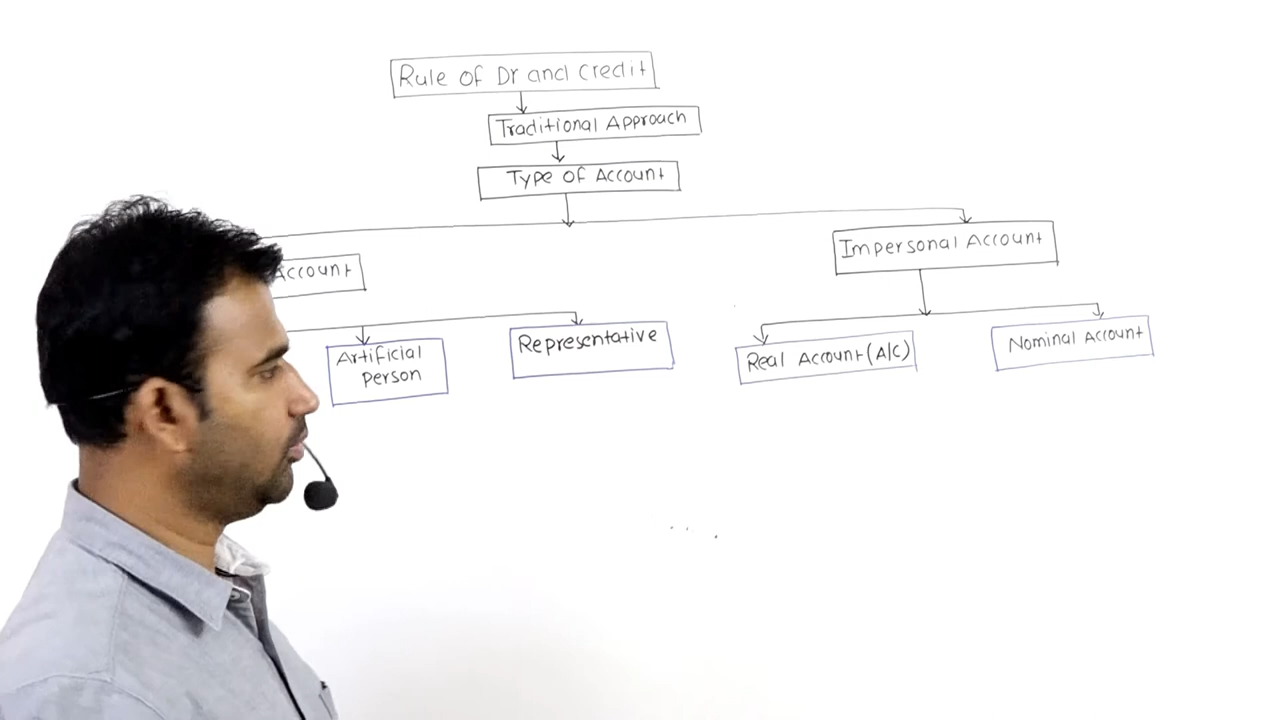 Rule of Dr and Credit
Traditional Approach
Type of Account
Account
Impersonal Account
Artificial
Person
Representative
Real Account (A/C)
Nominal Account